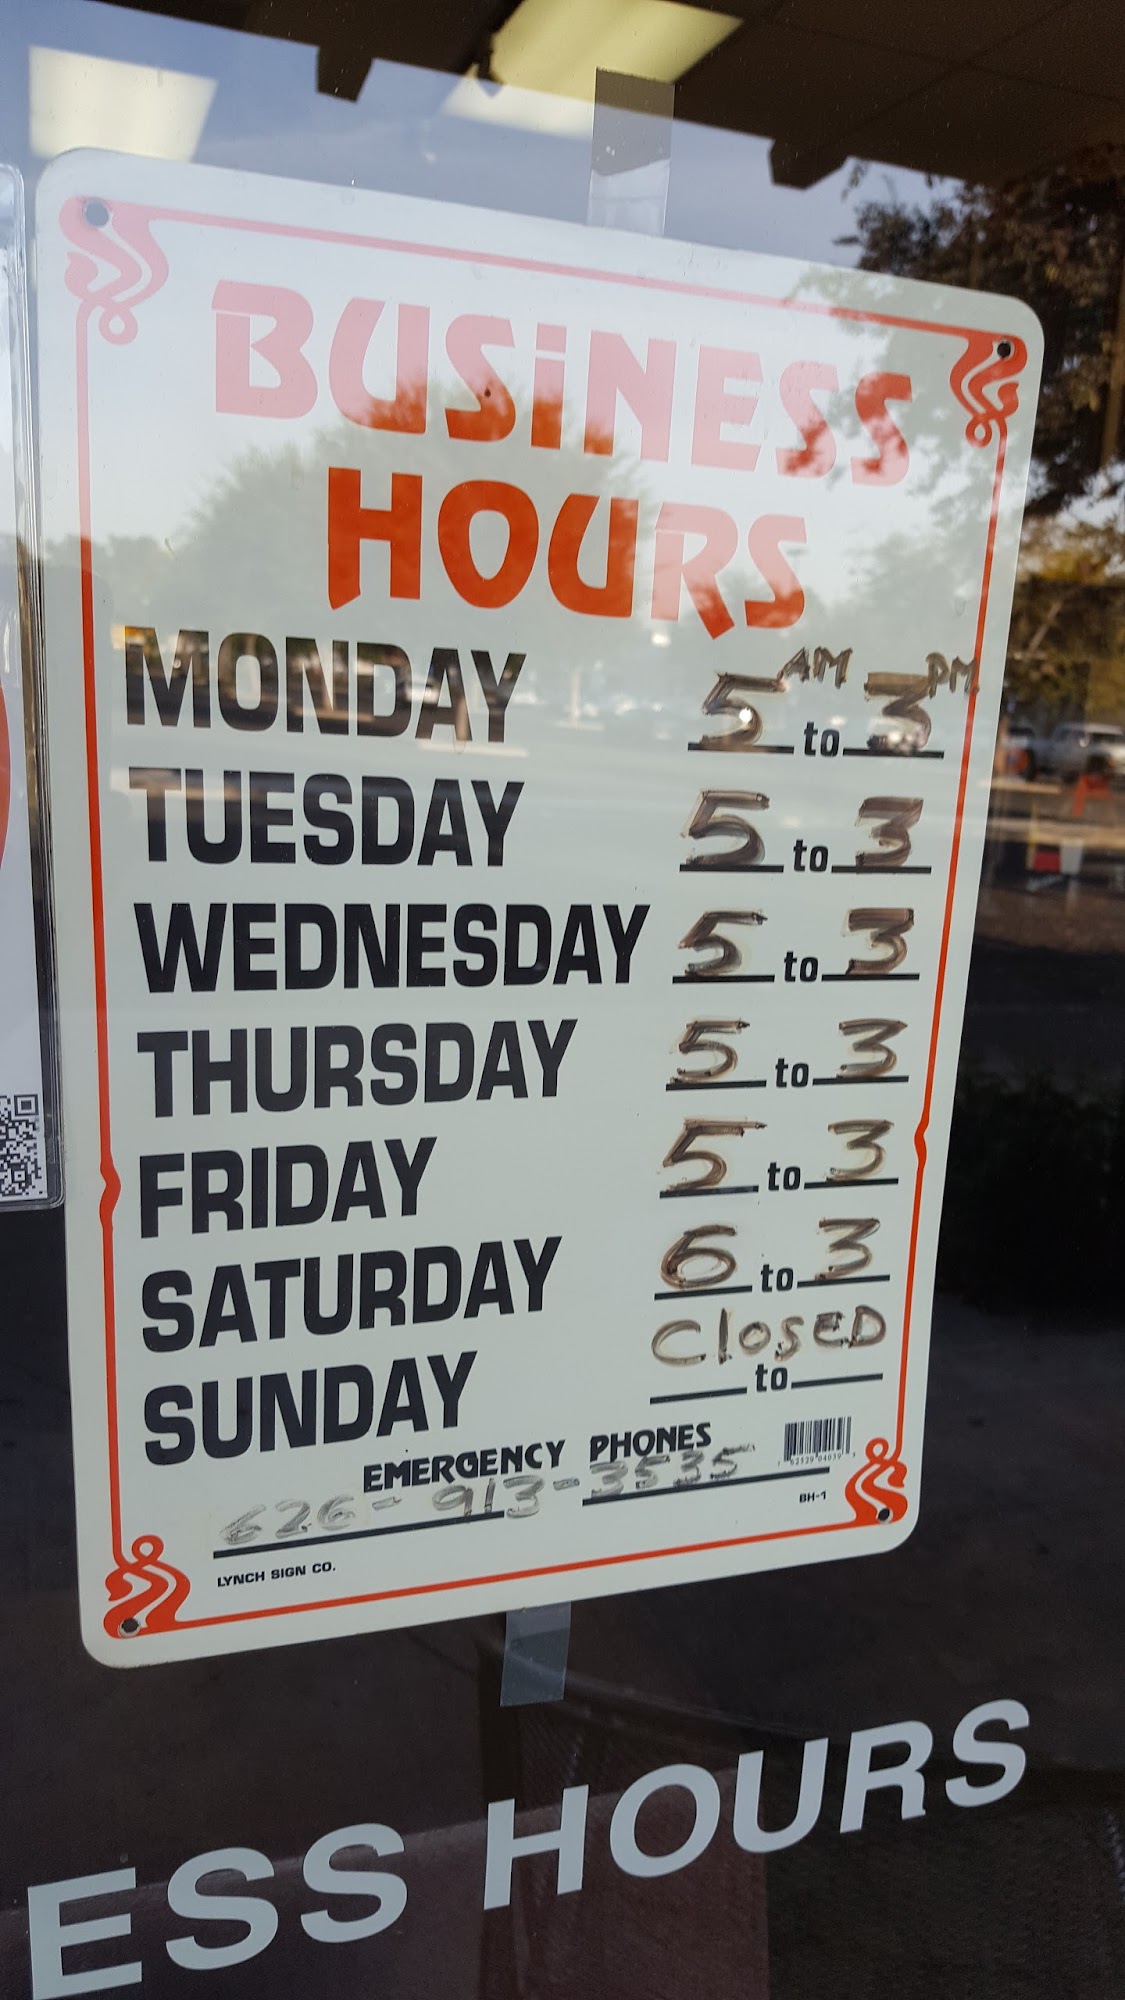 BUSINESS
HOURS
MONDAY 5 AM to 3 PM
TUESDAY 5 to 3
WEDNESDAY 5 to 3
THURSDAY 5 to 3
FRIDAY 5 to 3
SATURDAY 6 to 3
CLOSED
SUNDAY to
EMERGENCY PHONES
626-913-3535
BH-1
LYNCH SIGN CO.
ESS HOURS